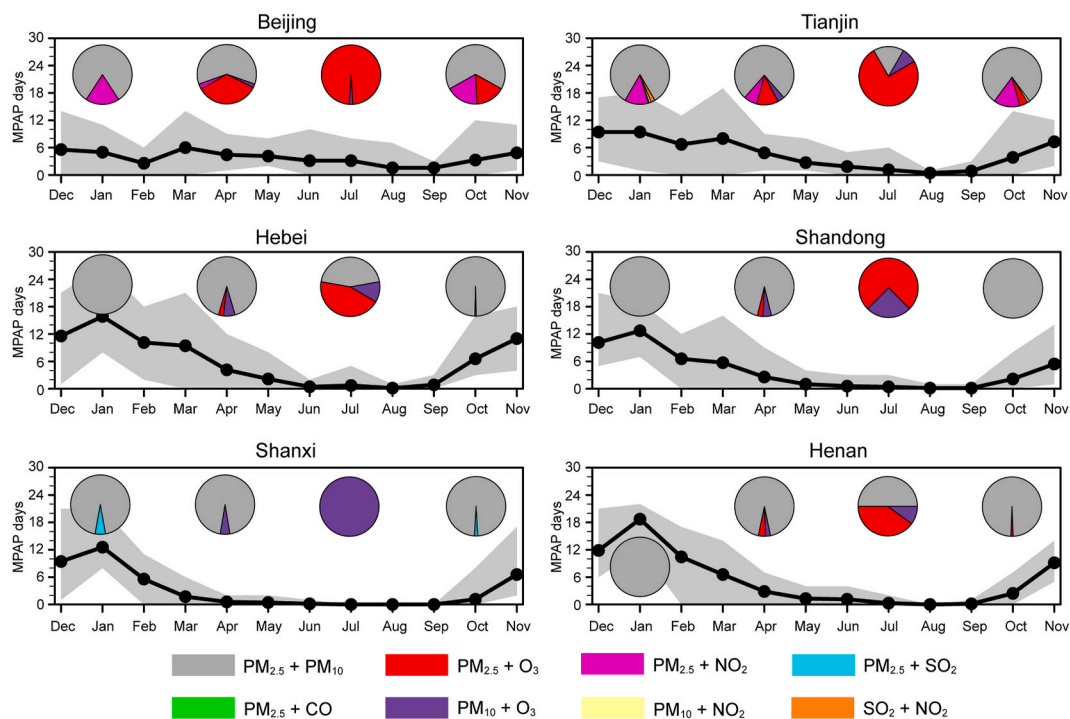 Beijing
Tianjin
30
24
18
12
6
0
MPAP days
Dec Jan Feb Mar Apr May Jun Jul Aug Sep Oct Nov
30
24
18
12
6
0
MPAP days
Dec Jan Feb Mar Apr May Jun Jul Aug Sep Oct Nov
Hebei
Shandong
30
24
18
12
6
0
MPAP days
Dec Jan Feb Mar Apr May Jun Jul Aug Sep Oct Nov
30
24
18
12
6
0
MPAP days
Dec Jan Feb Mar Apr May Jun Jul Aug Sep Oct Nov
Shanxi
Henan
30
24
18
12
6
0
MPAP days
Dec Jan Feb Mar Apr May Jun Jul Aug Sep Oct Nov
30
24
18
12
6
0
MPAP days
Dec Jan Feb Mar Apr May Jun Jul Aug Sep Oct Nov
PM₂.₅ + PM₁₀ PM₂.₅ + O₃ PM₂.₅ + NO₂ PM₂.₅ + SO₂
PM₂.₅ + CO PM₁₀ + O₃ PM₁₀ + NO₂ SO₂ + NO₂